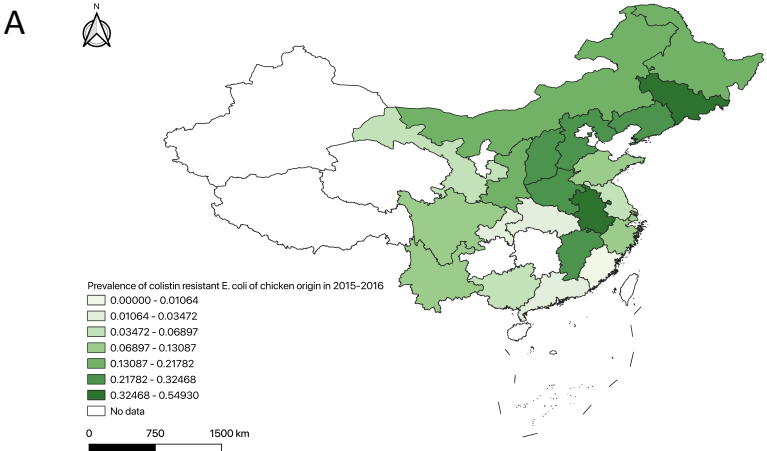 A
N
Prevalence of colistin resistant E. coli of chicken origin in 2015-2016
0.00000 - 0.01064
0.01064 - 0.03472
0.03472 - 0.06897
0.06897 - 0.13087
0.13087 - 0.21782
0.21782 - 0.32468
0.32468 - 0.54930
No data
0 750 1500 km